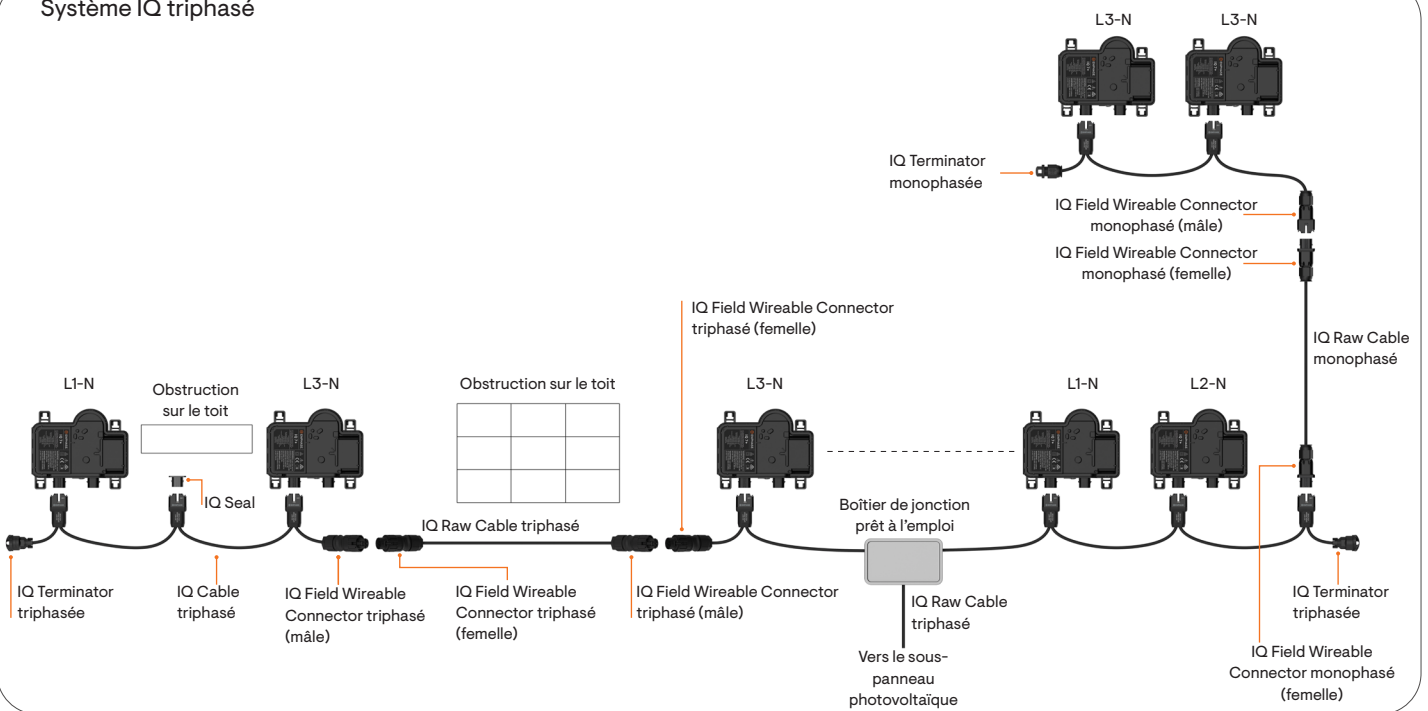 Système IQ triphasé
L3-N
L3-N
IQ Terminator
monophasée
IQ Field Wireable Connector
monophasé (mâle)
IQ Field Wireable Connector
monophasé (femelle)
IQ Raw Cable
monophasé
IQ Field Wireable Connector
triphasé (femelle)
L1-N
Obstruction
sur le toit
L3-N
Obstruction sur le toit
L3-N
L1-N
L2-N
IQ Seal
IQ Raw Cable triphasé
Boîtier de jonction
prêt à l'emploi
IQ Terminator
triphasée
IQ Cable
triphasé
IQ Field Wireable
Connector triphasé
(mâle)
IQ Field Wireable
Connector triphasé
(femelle)
IQ Field Wireable Connector
triphasé (mâle)
IQ Raw Cable
triphasé
Vers le sous-
panneau
photovoltaïque
IQ Terminator
triphasée
IQ Field Wireable
Connector monophasé
(femelle)